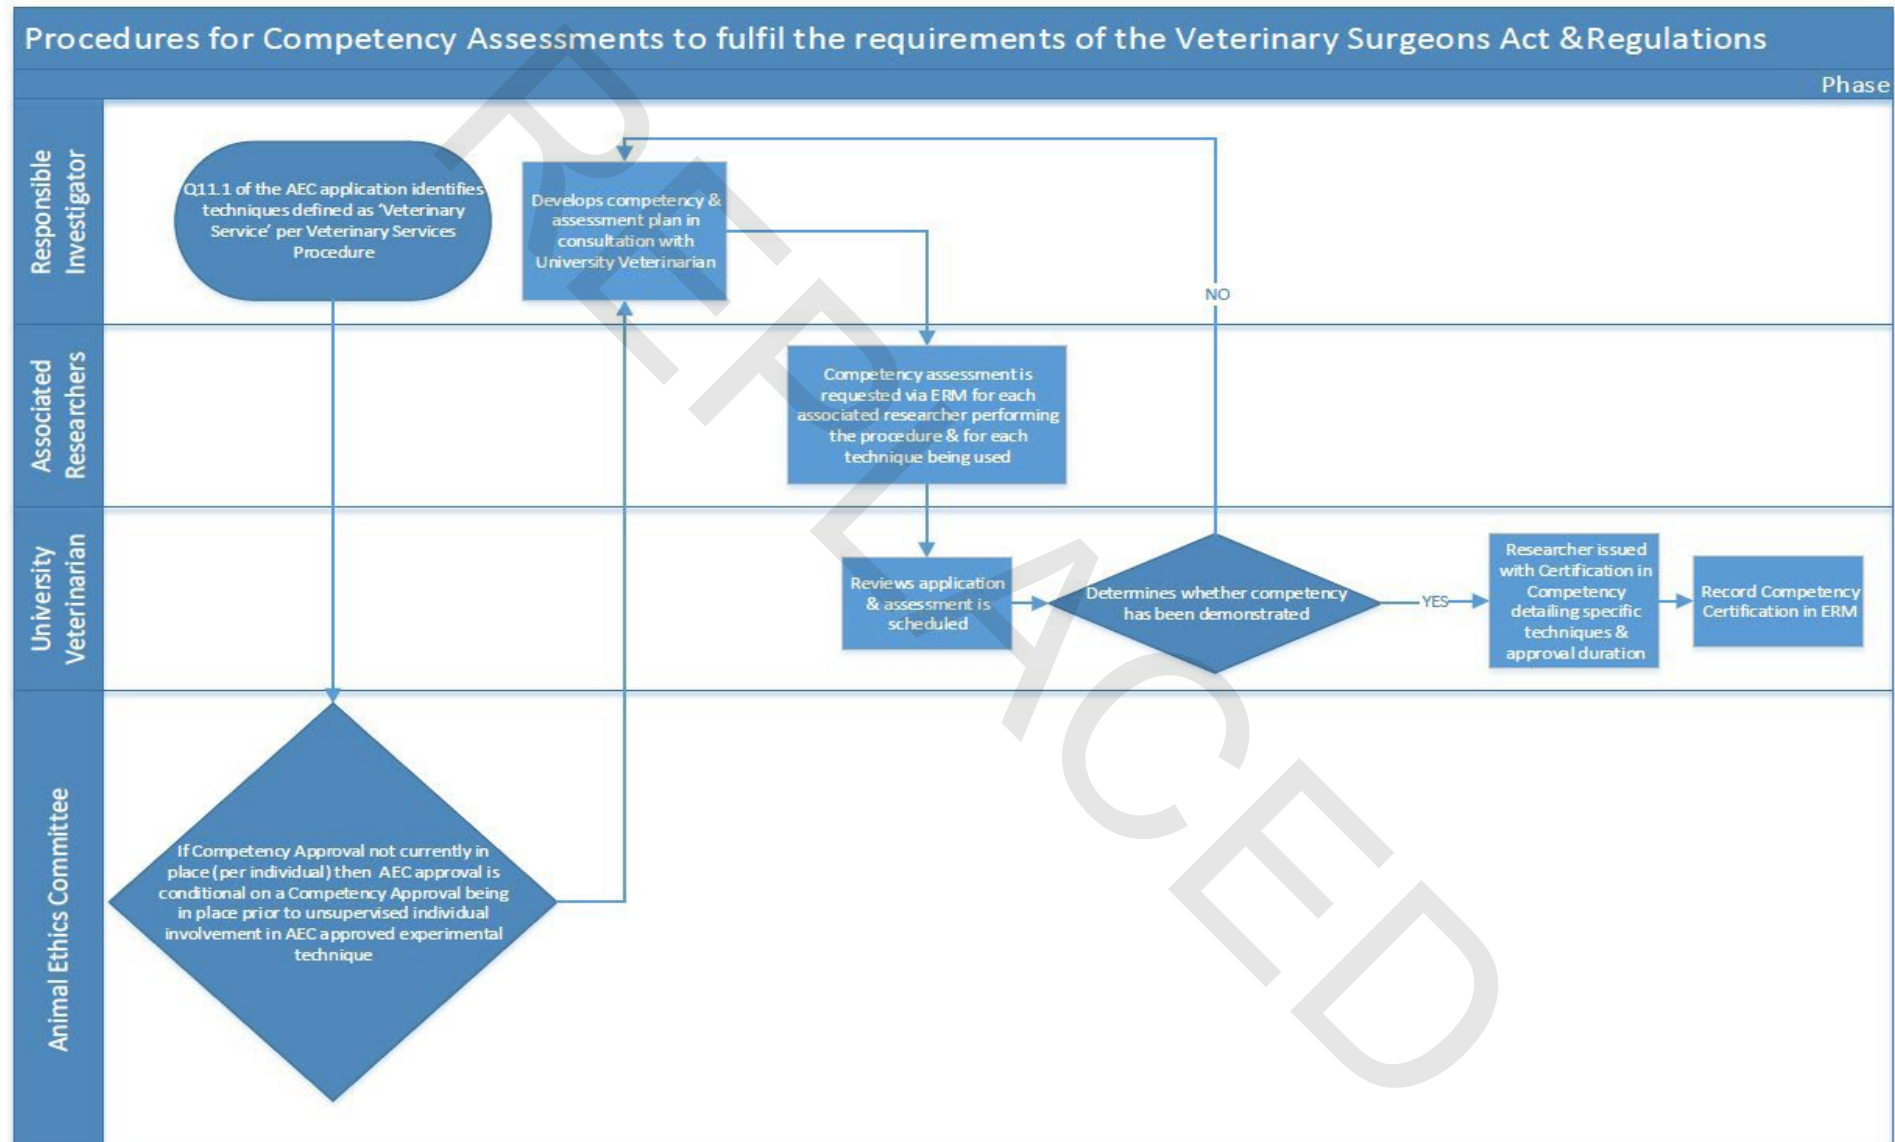 Procedures for Competency Assessments to fulfil the requirements of the Veterinary Surgeons Act &Regulations
Phase
Responsible
Investigator
Q11.1 of the AEC application identifies
techniques defined as ‘Veterinary
Service’ per Veterinary Services
Procedure
Develops competency &
assessment plan in
consultation with
University Veterinarian
NO
Associated
Researchers
Competency assessment is
requested via ERM for each
associated researcher performing
the procedure & for each
technique being used
University
Veterinarian
Reviews application
& assessment is
scheduled
Determines whether competency
has been demonstrated
YES
Researcher issued
with Certification in
Competency
detailing specific
techniques &
approval duration
Record Competency
Certification in ERM
Animal Ethics Committee
If Competency Approval not currently in
place (per individual) then AEC approval is
conditional on a Competency Approval being
in place prior to unsupervised individual
involvement in AEC approved experimental
technique
REPLACED